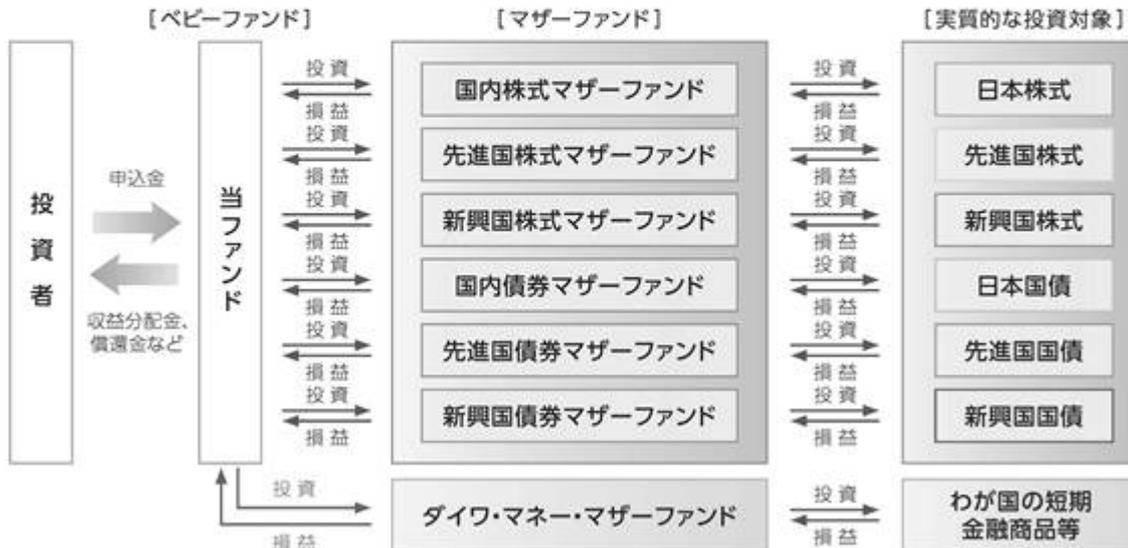 [ベビーファンド]
[マザーファンド]
[実質的な投資対象]
投資者
申込金
収益分配金、
償還金など
当ファンド
投資
損益
投資
損益
投資
損益
投資
損益
投資
損益
投資
損益
投資
損益
国内株式マザーファンド
先進国株式マザーファンド
新興国株式マザーファンド
国内債券マザーファンド
先進国債券マザーファンド
新興国債券マザーファンド
ダイワ・マネー・マザーファンド
投資
損益
投資
損益
投資
損益
投資
損益
投資
損益
投資
損益
投資
損益
日本株式
先進国株式
新興国株式
日本国債
先進国国債
新興国国債
わが国の短期
金融商品等